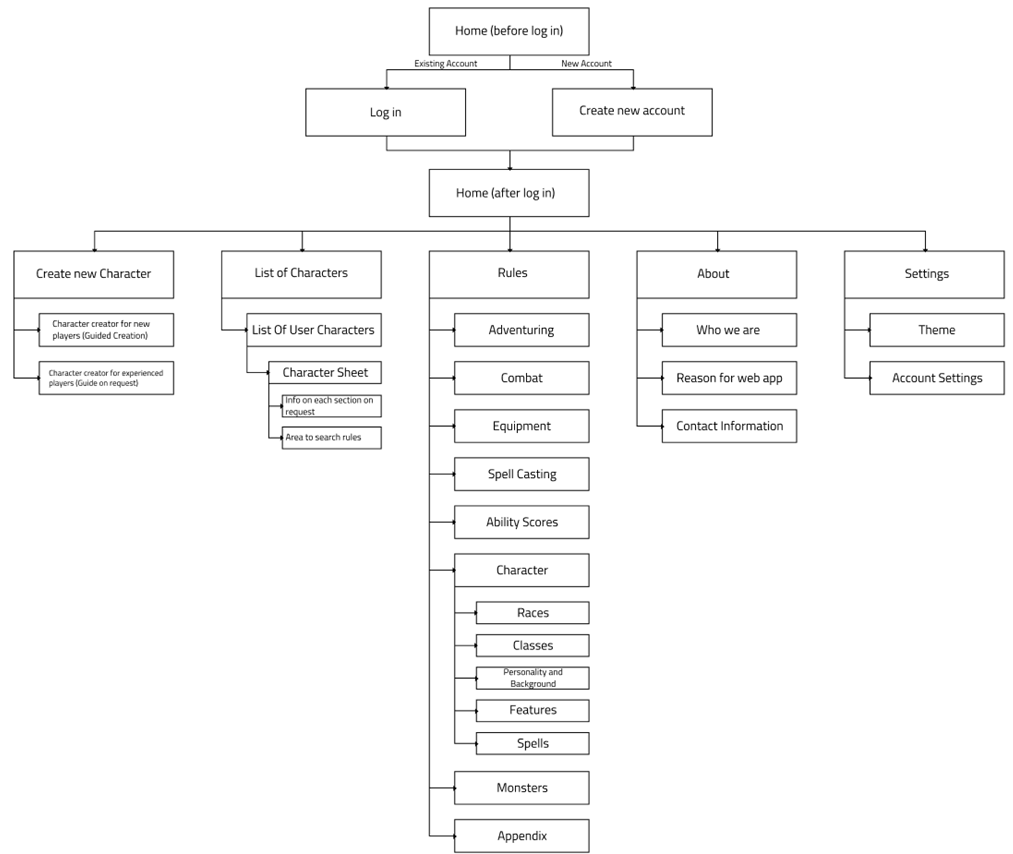 Home (before log in)
Existing Account
New Account
Log in
Create new account
Home (after log in)
Create new Character
List of Characters
Rules
About
Settings
Character creator for new
players (Guided Creation)
Character creator for experienced
players (Guide on request)
List Of User Characters
Character Sheet
Info on each section on
request
Area to search rules
Adventuring
Combat
Equipment
Spell Casting
Ability Scores
Character
Races
Classes
Personality and
Background
Features
Spells
Monsters
Appendix
Who we are
Reason for web app
Contact Information
Theme
Account Settings